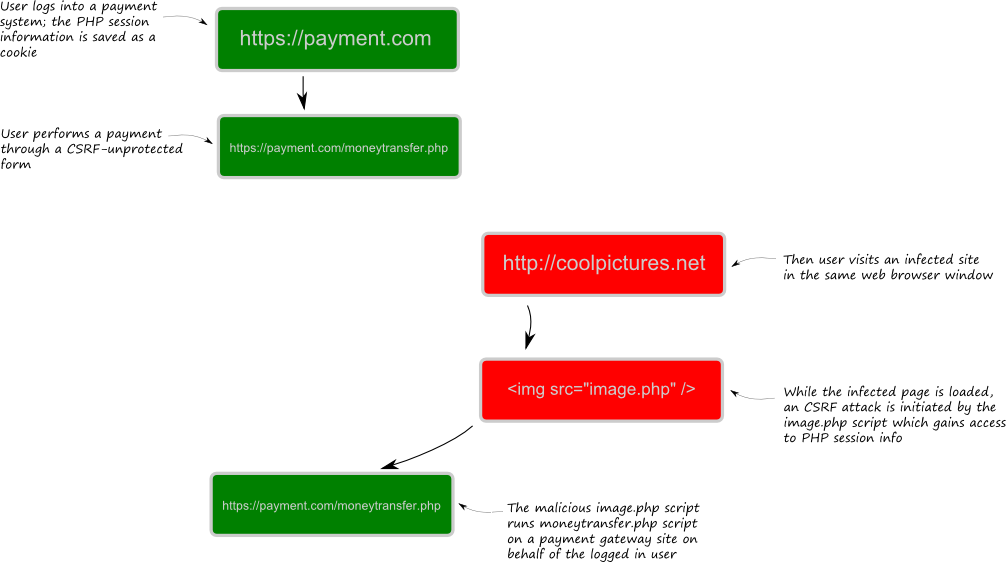 User logs into a payment
system; the PHP session
information is saved as a
cookie
https://payment.com
User performs a payment
through a CSRF-unprotected
form
https://payment.com/moneytransfer.php
http://coolpictures.net
Then user visits an infected site
in the same web browser window
<img src="image.php" />
While the infected page is loaded,
an CSRF attack is initiated by the
image.php script which gains access
to PHP session info
https://payment.com/moneytransfer.php
The malicious image.php script
runs moneytransfer.php script
on a payment gateway site on
behalf of the logged in user